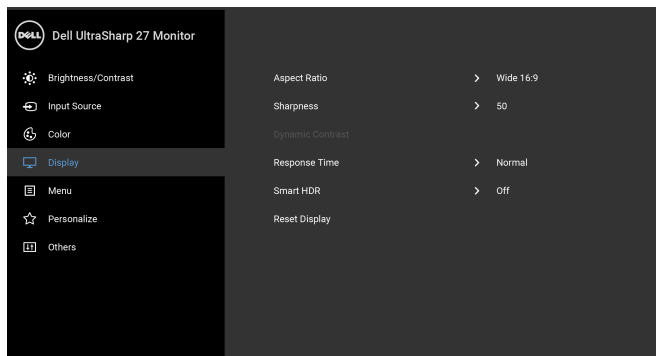 DELL Dell UltraSharp 27 Monitor
Brightness/Contrast
Input Source
Color
Display
Menu
Personalize
Others
Aspect Ratio Wide 16:9
Sharpness 50
Dynamic Contrast
Response Time Normal
Smart HDR Off
Reset Display